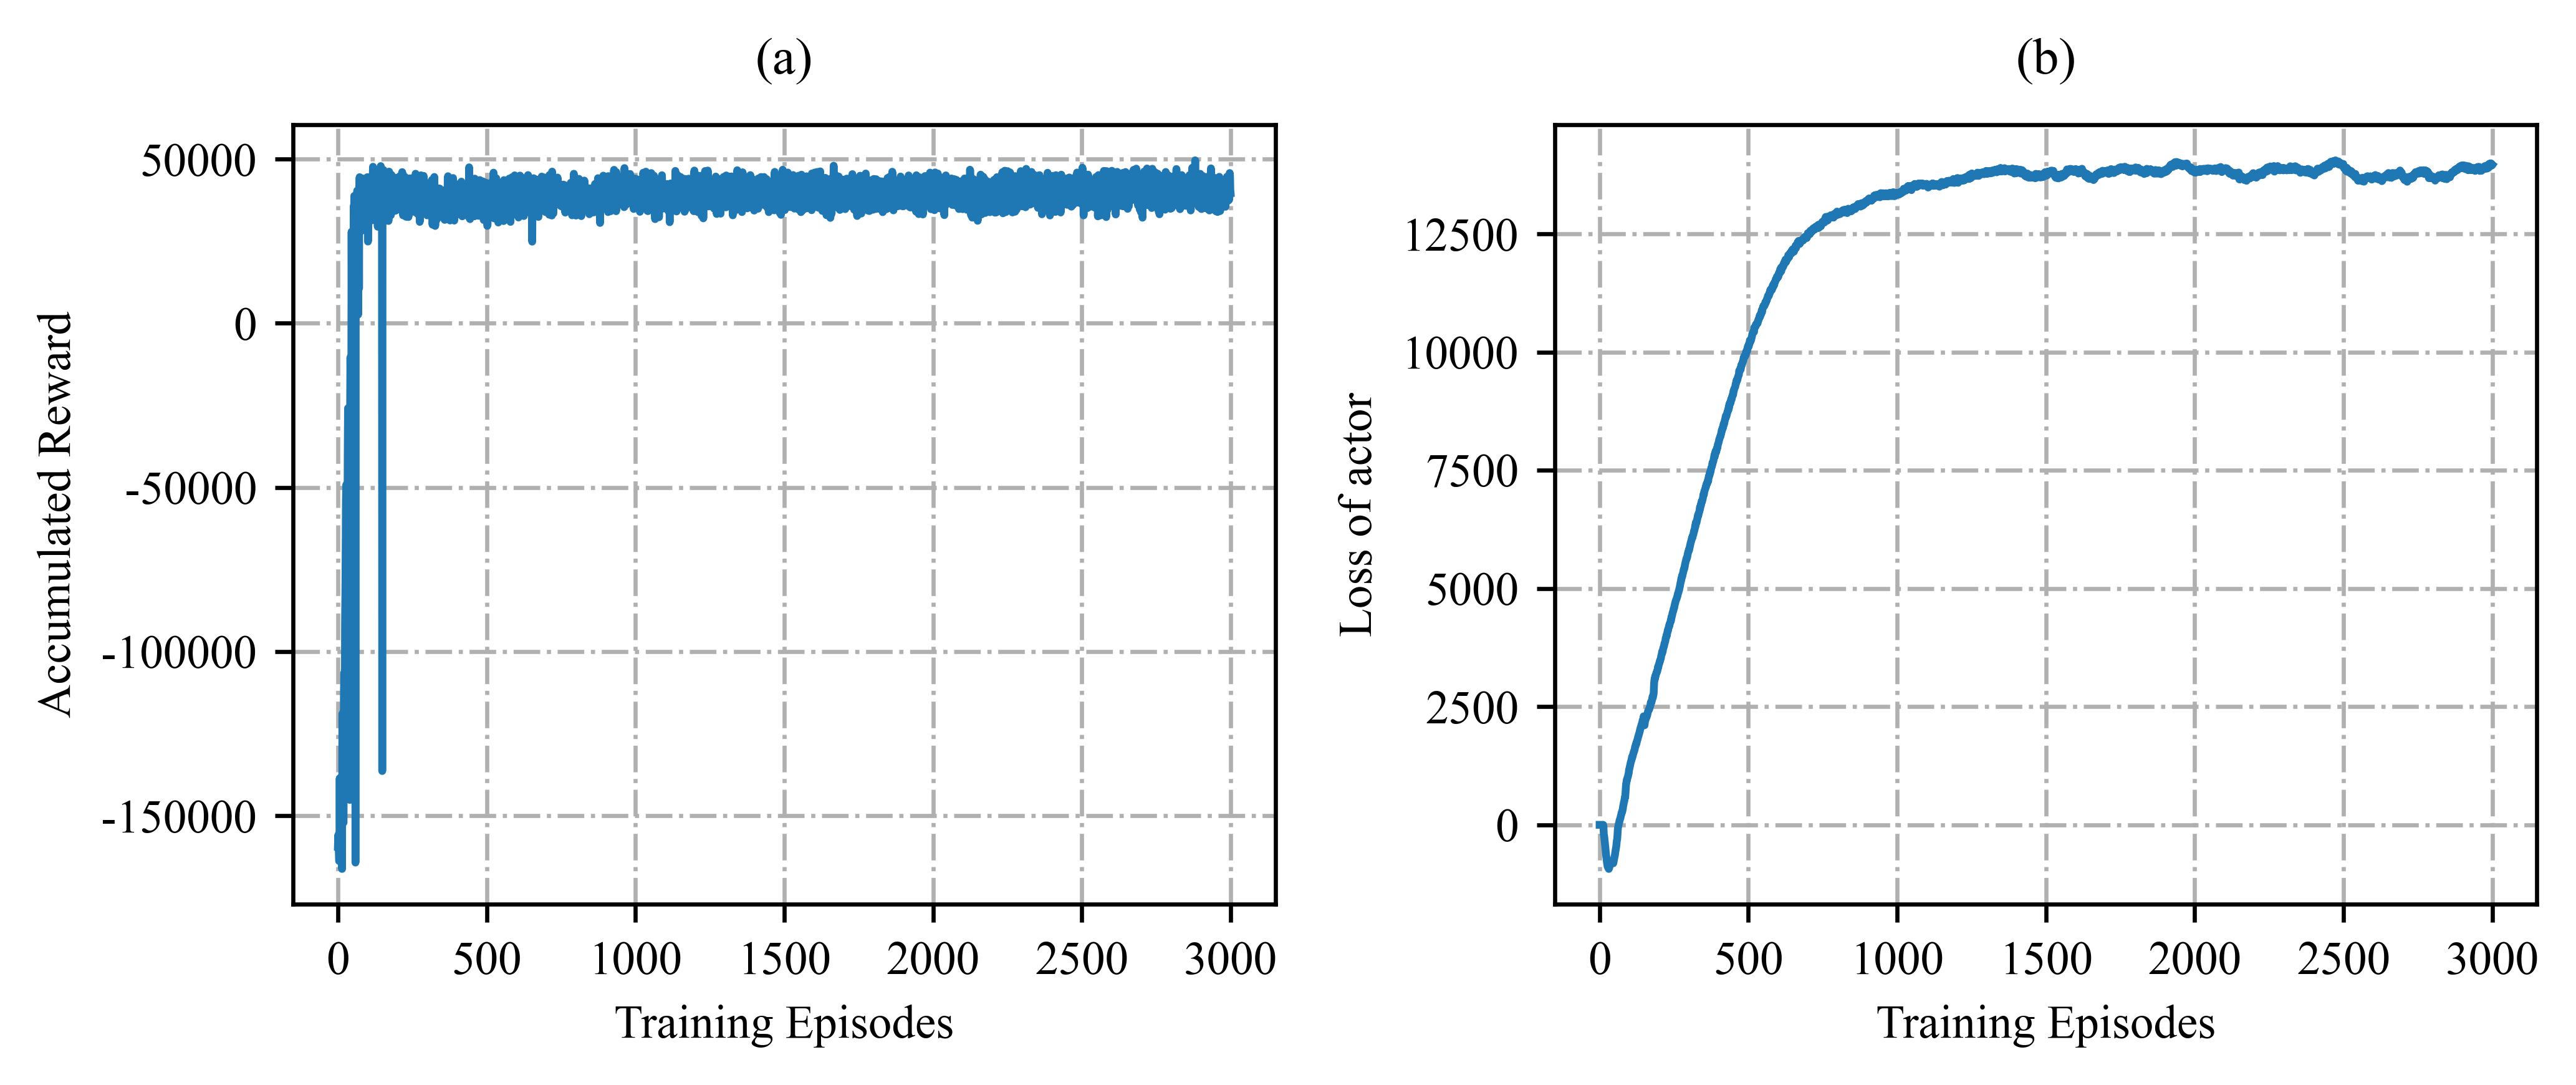 (a)
50000
0
-50000
-100000
-150000
Accumulated Reward
0 500 1000 1500 2000 2500 3000
Training Episodes
(b)
12500
10000
7500
5000
2500
0
Loss of actor
0 500 1000 1500 2000 2500 3000
Training Episodes